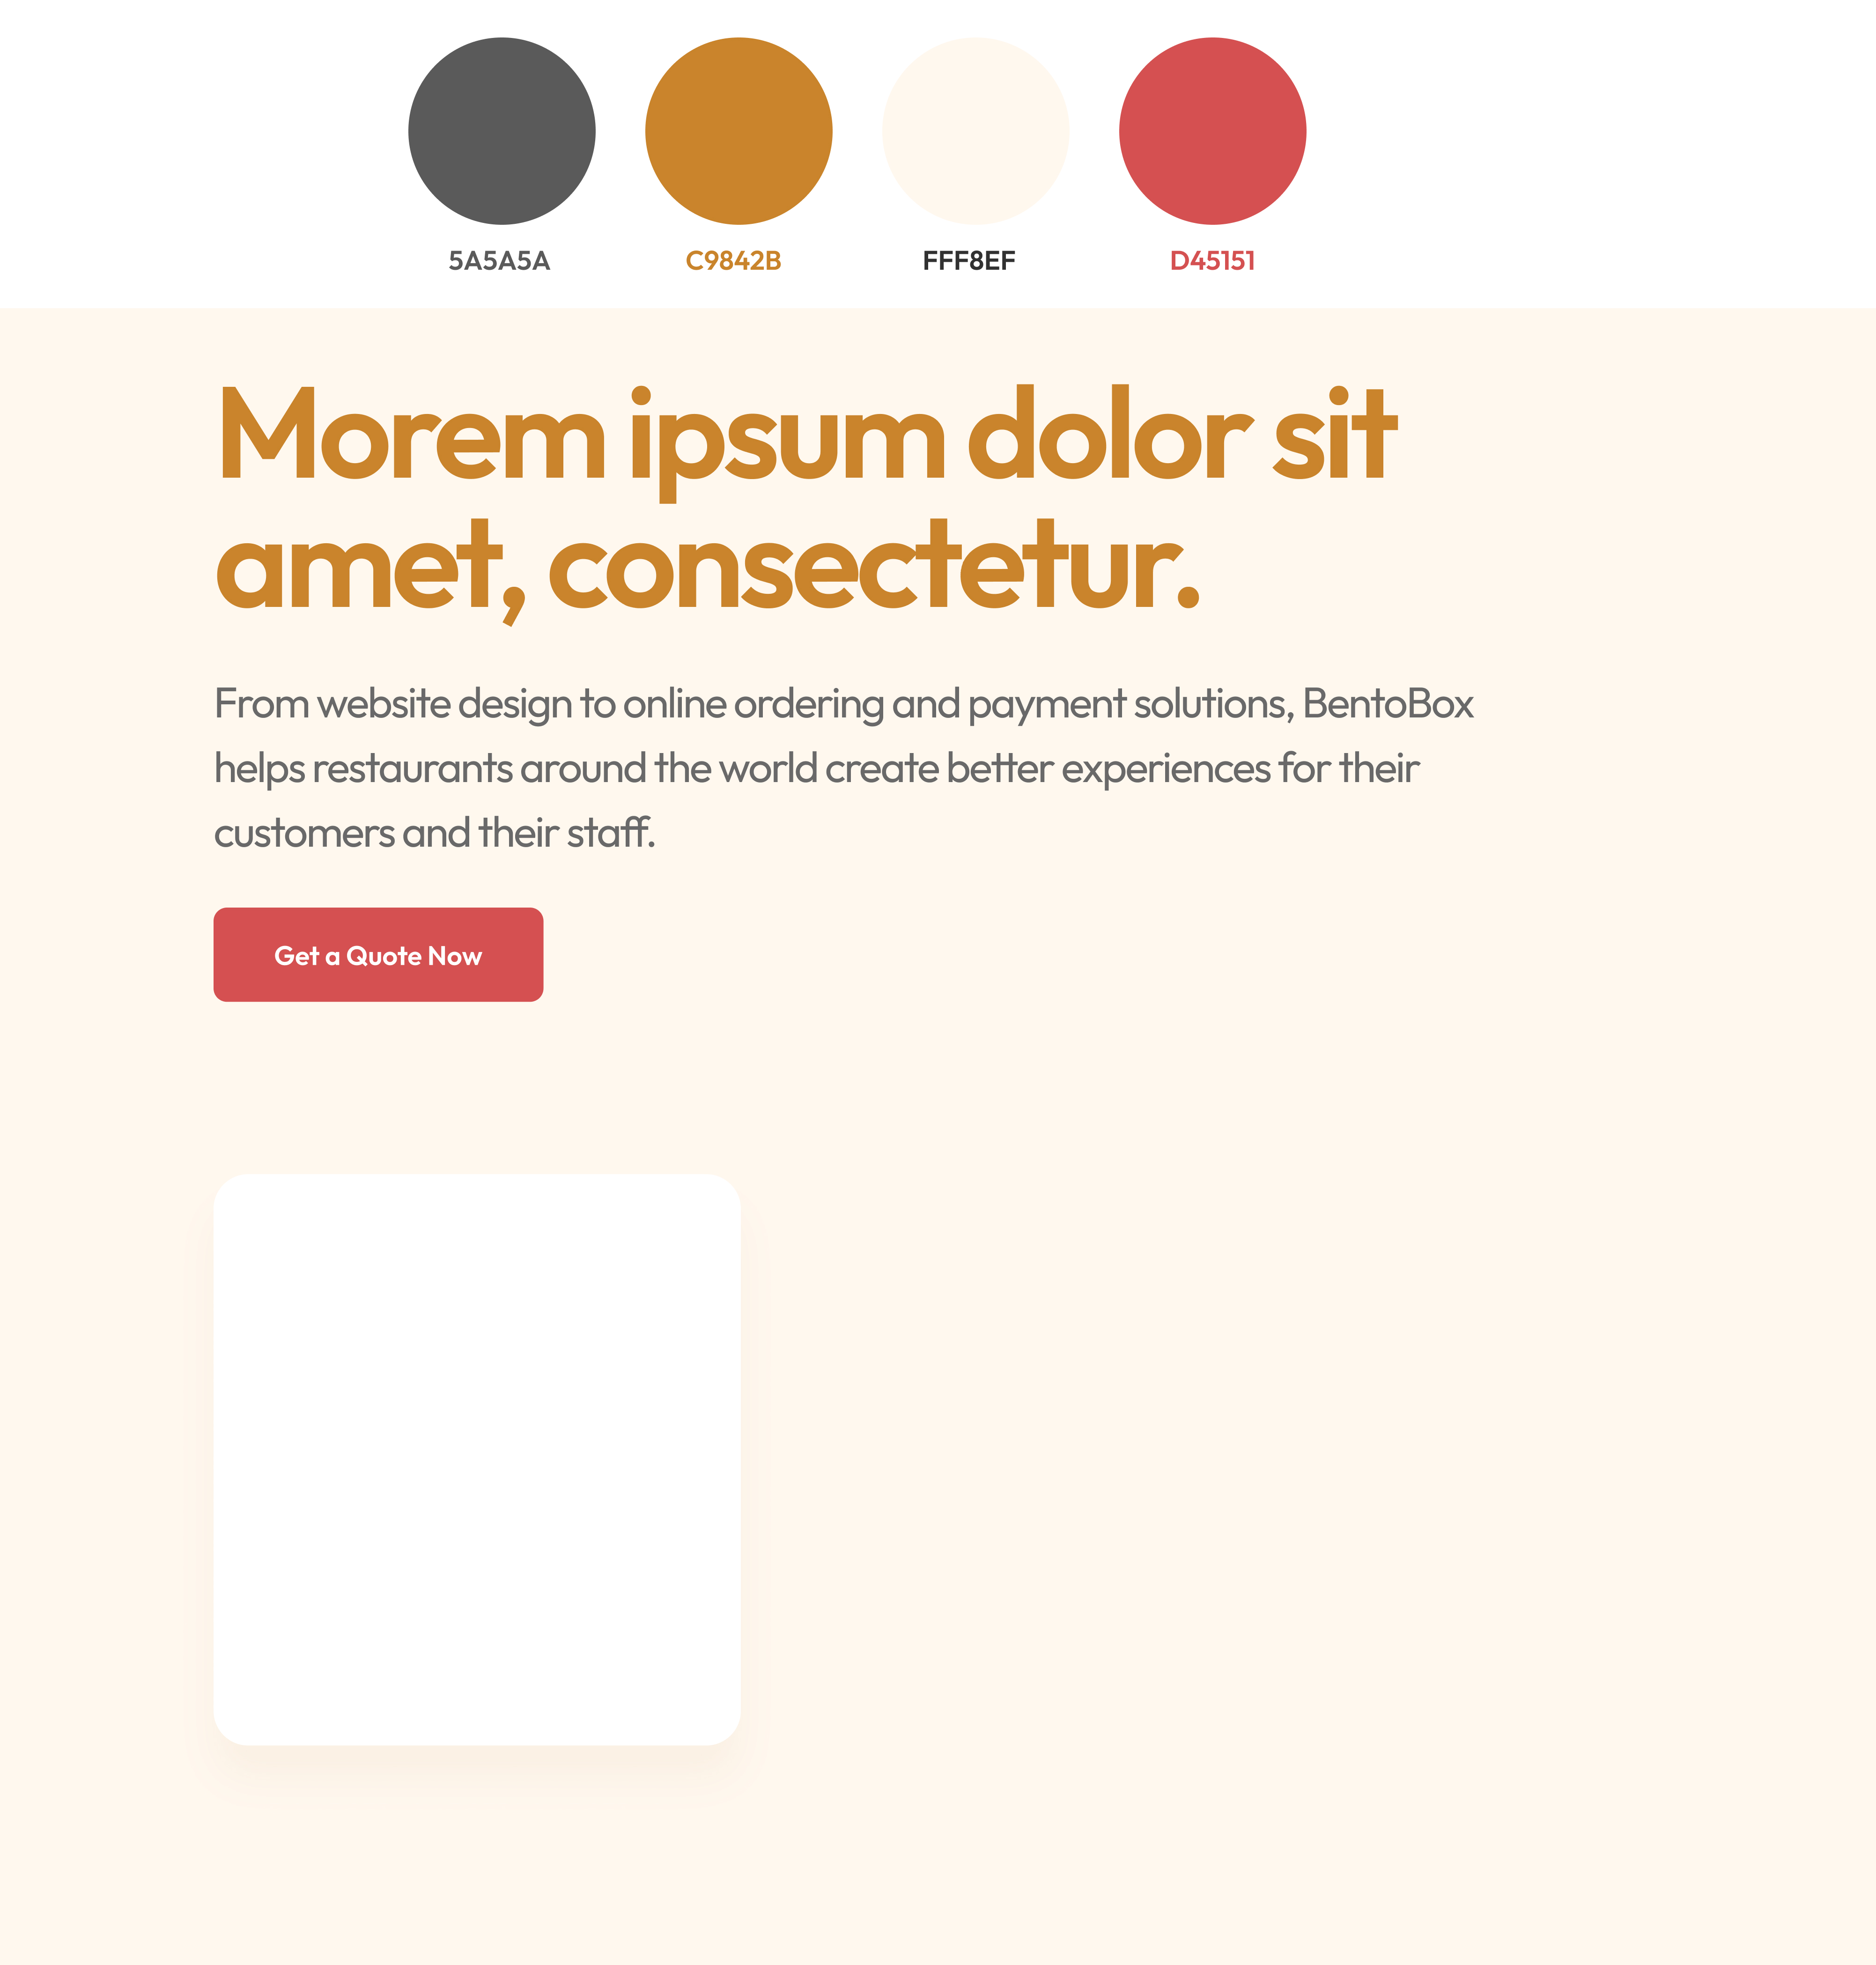 5A5A5A
C9842B
FFF8EF
D45151
Morem ipsum dolor sit
amet, consectetur.
From website design to online ordering and payment solutions, BentoBox
helps restaurants around the world create better experiences for their
customers and their staff.
Get a Quote Now